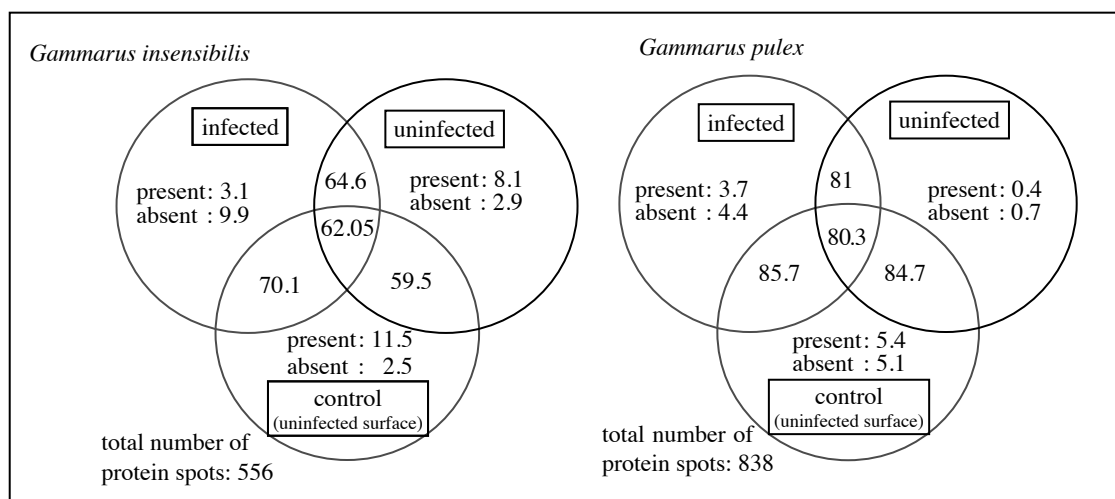 Gammarus insensibilis
infected
uninfected
present: 3.1
absent : 9.9
64.6
present: 8.1
absent : 2.9
62.05
70.1
59.5
present: 11.5
absent : 2.5
control
(uninfected surface)
total number of
protein spots: 556
Gammarus pulex
infected
uninfected
present: 3.7
absent : 4.4
81
present: 0.4
absent : 0.7
80.3
85.7
84.7
present: 5.4
absent : 5.1
control
(uninfected surface)
total number of
protein spots: 838